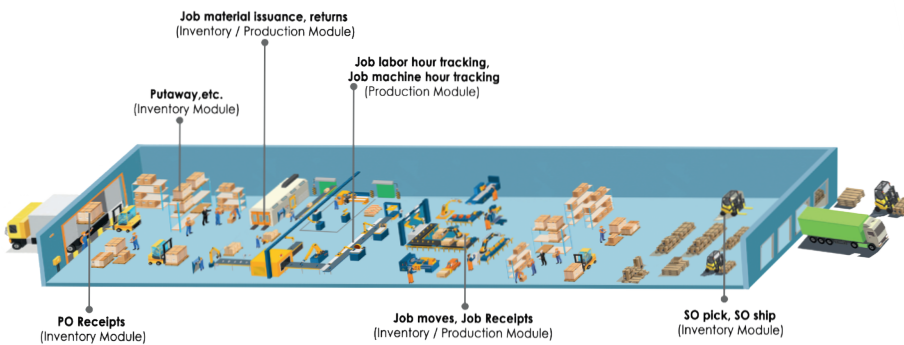 Job material issuance, returns
(Inventory / Production Module)
Job labor hour tracking,
Job machine hour tracking
(Production Module)
Putaway,etc.
(Inventory Module)
PO Receipts
(Inventory Module)
Job moves, Job Receipts
(Inventory / Production Module)
SO pick, SO ship
(Inventory Module)